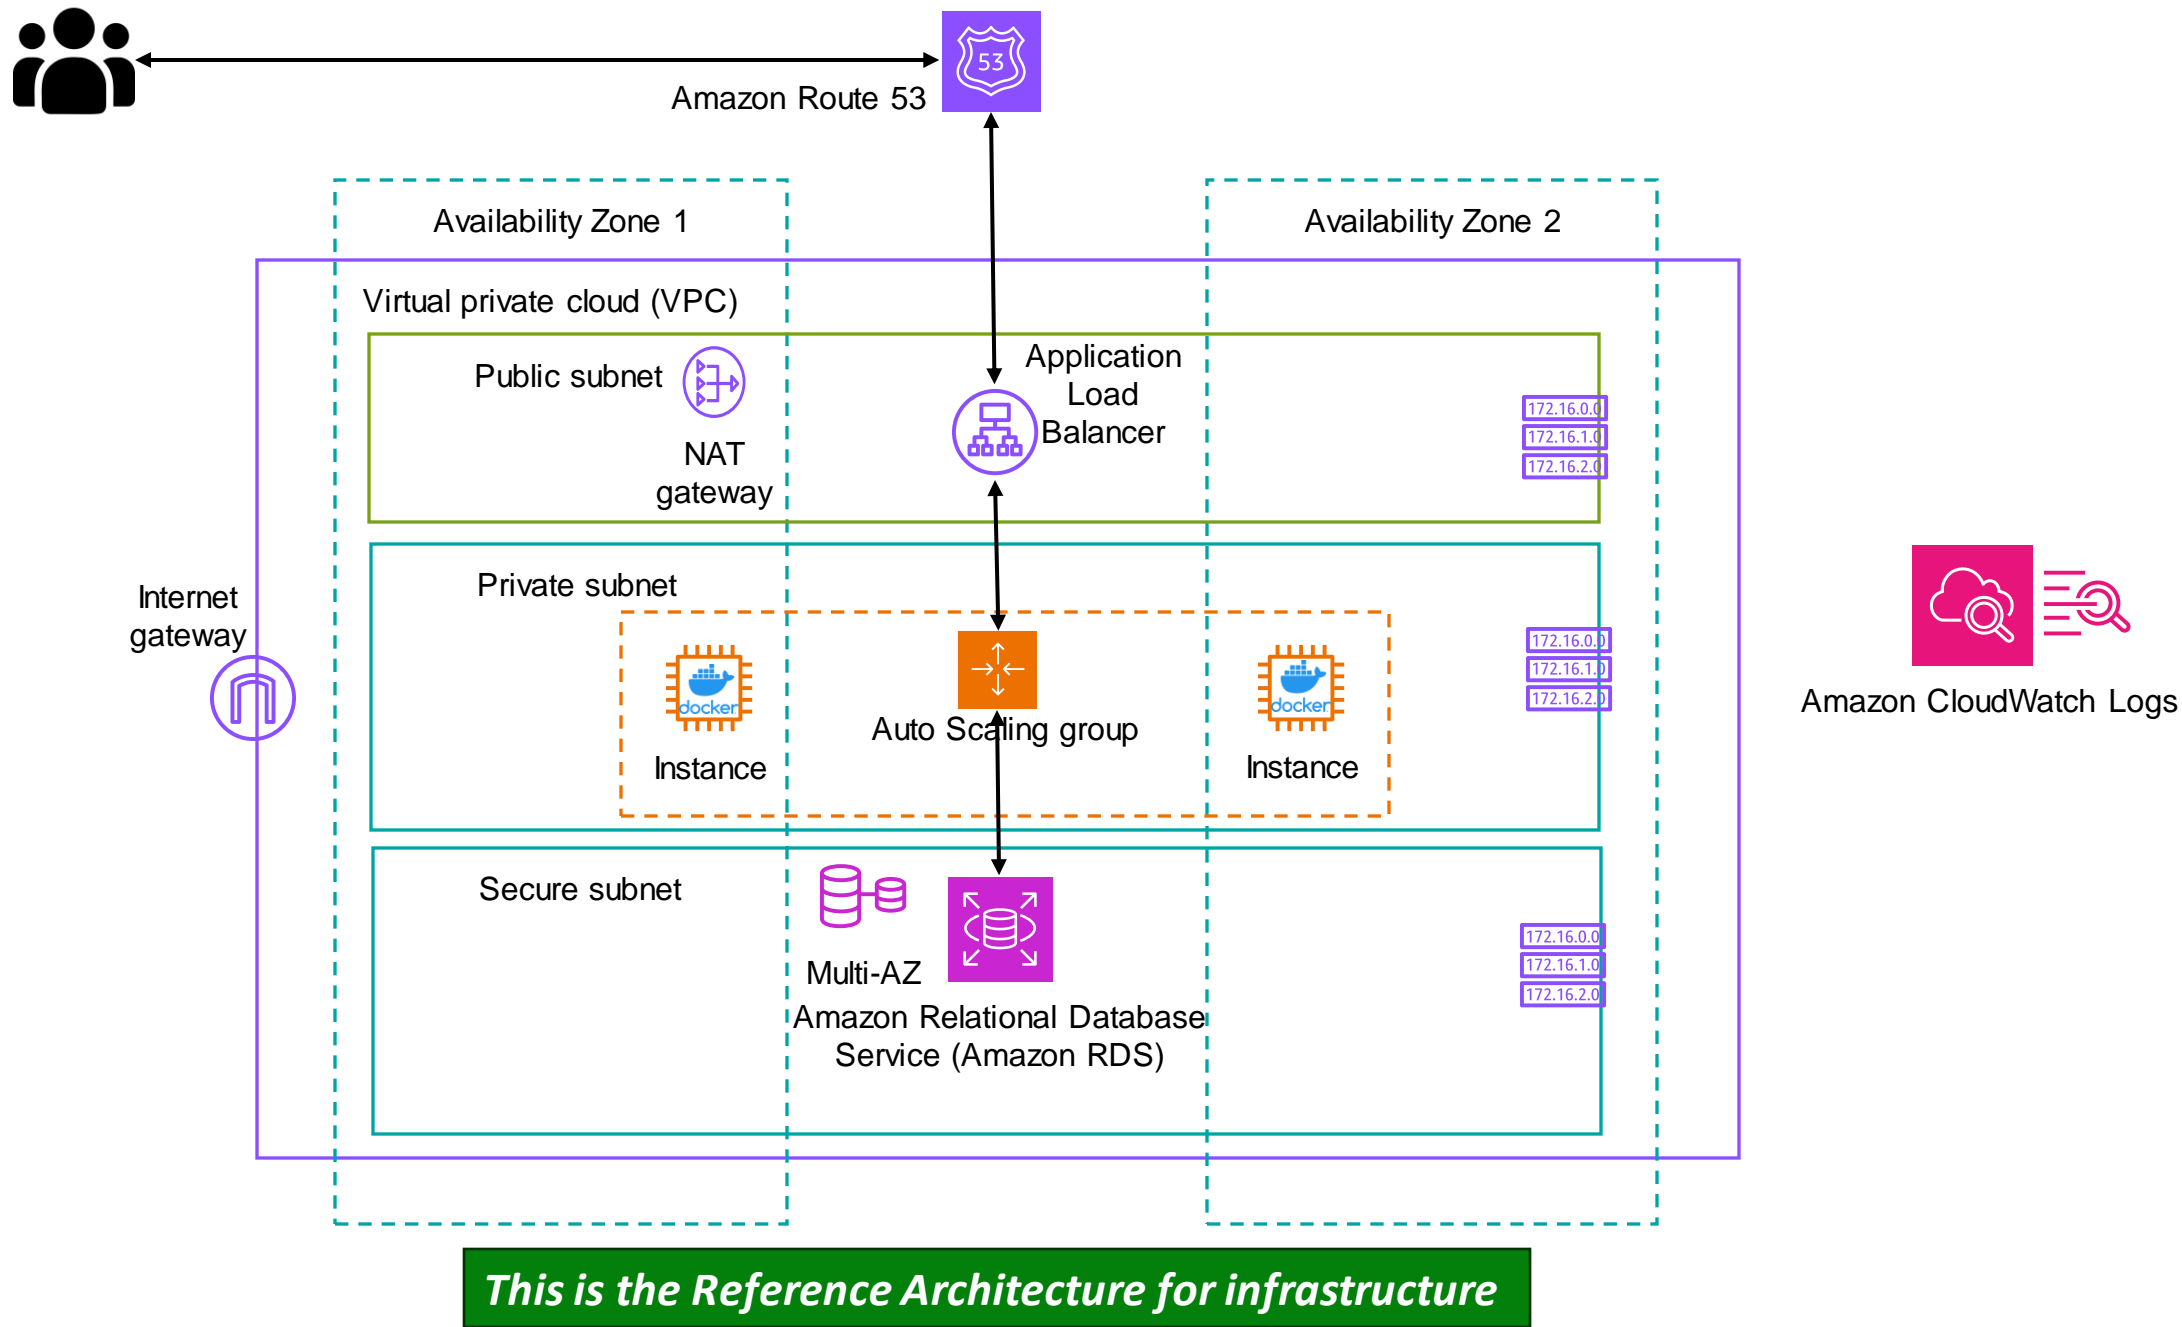 53
Amazon Route 53
Availability Zone 1
Availability Zone 2
Virtual private cloud (VPC)
Public subnet
NAT
gateway
Application
Load
Balancer
172.16.0.0
172.16.1.0
172.16.2.0
Private subnet
Internet
gateway
docker
Instance
Auto Scaling group
docker
Instance
172.16.0.0
172.16.1.0
172.16.2.0
Amazon CloudWatch Logs
Secure subnet
Multi-AZ
Amazon Relational Database
Service (Amazon RDS)
172.16.0.0
172.16.1.0
172.16.2.0
This is the Reference Architecture for infrastructure